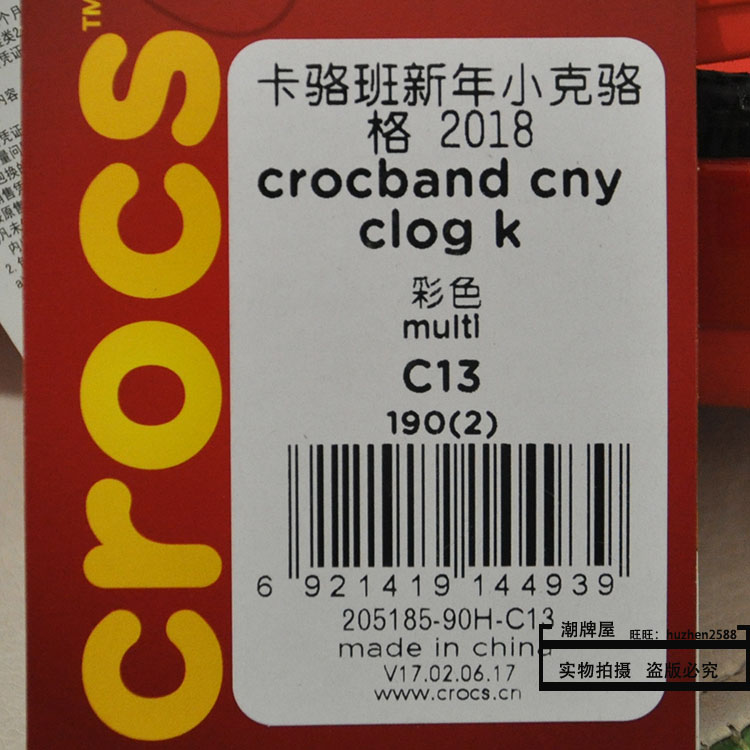 crocs™
卡骆班新年小克骆
格 2018
crocband cny
clog k
彩色
multi
C13
190(2)
6 921419 144939
205185-90H-C13
made in china
V17.02.06.17
www.crocs.cn
潮牌屋 旺旺：huzhen2588
实物拍摄 盗版必究